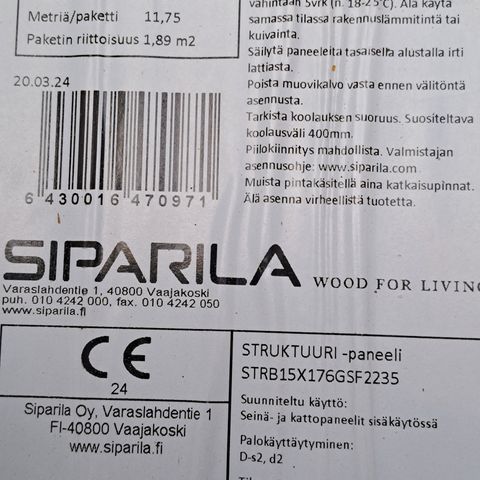 vähintään 5vrk (n. 18-25°C). Älä käytä
samassa tilassa rakennuslämmitintä tai
kuivainta.
Säilytä paneeleita tasaisella alustalla irti
lattiasta.
Poista muovikalvo vasta ennen välitöntä
asennusta.
Tarkista koolauksen suoruus. Suositeltava
koolausväli 400mm.
Piilokiinnitys mahdollista. Valmistajan
asennusohje: www.siparila.com
Muista pintakäsitellä aina katkaisupinnat.
Älä asenna virheellistä tuotetta.
Metriä/paketti 11,75
Paketin riittoisuus 1,89 m2
20.03.24
6 430016 470971
SIPARILA WOOD FOR LIVING
Varaslahdentie 1, 40800 Vaajakoski
puh. 010 4242 000, fax. 010 4242 050
www.siparila.fi
CE
24
Siparila Oy, Varaslahdentie 1
FI-40800 Vaajakoski
www.siparila.fi
STRUKTUURI -paneeli
STRB15X176GSF2235
Suunniteltu käyttö:
Seinä- ja kattopaneelit sisäkäytössä
Palokäyttäytyminen:
D-s2, d2